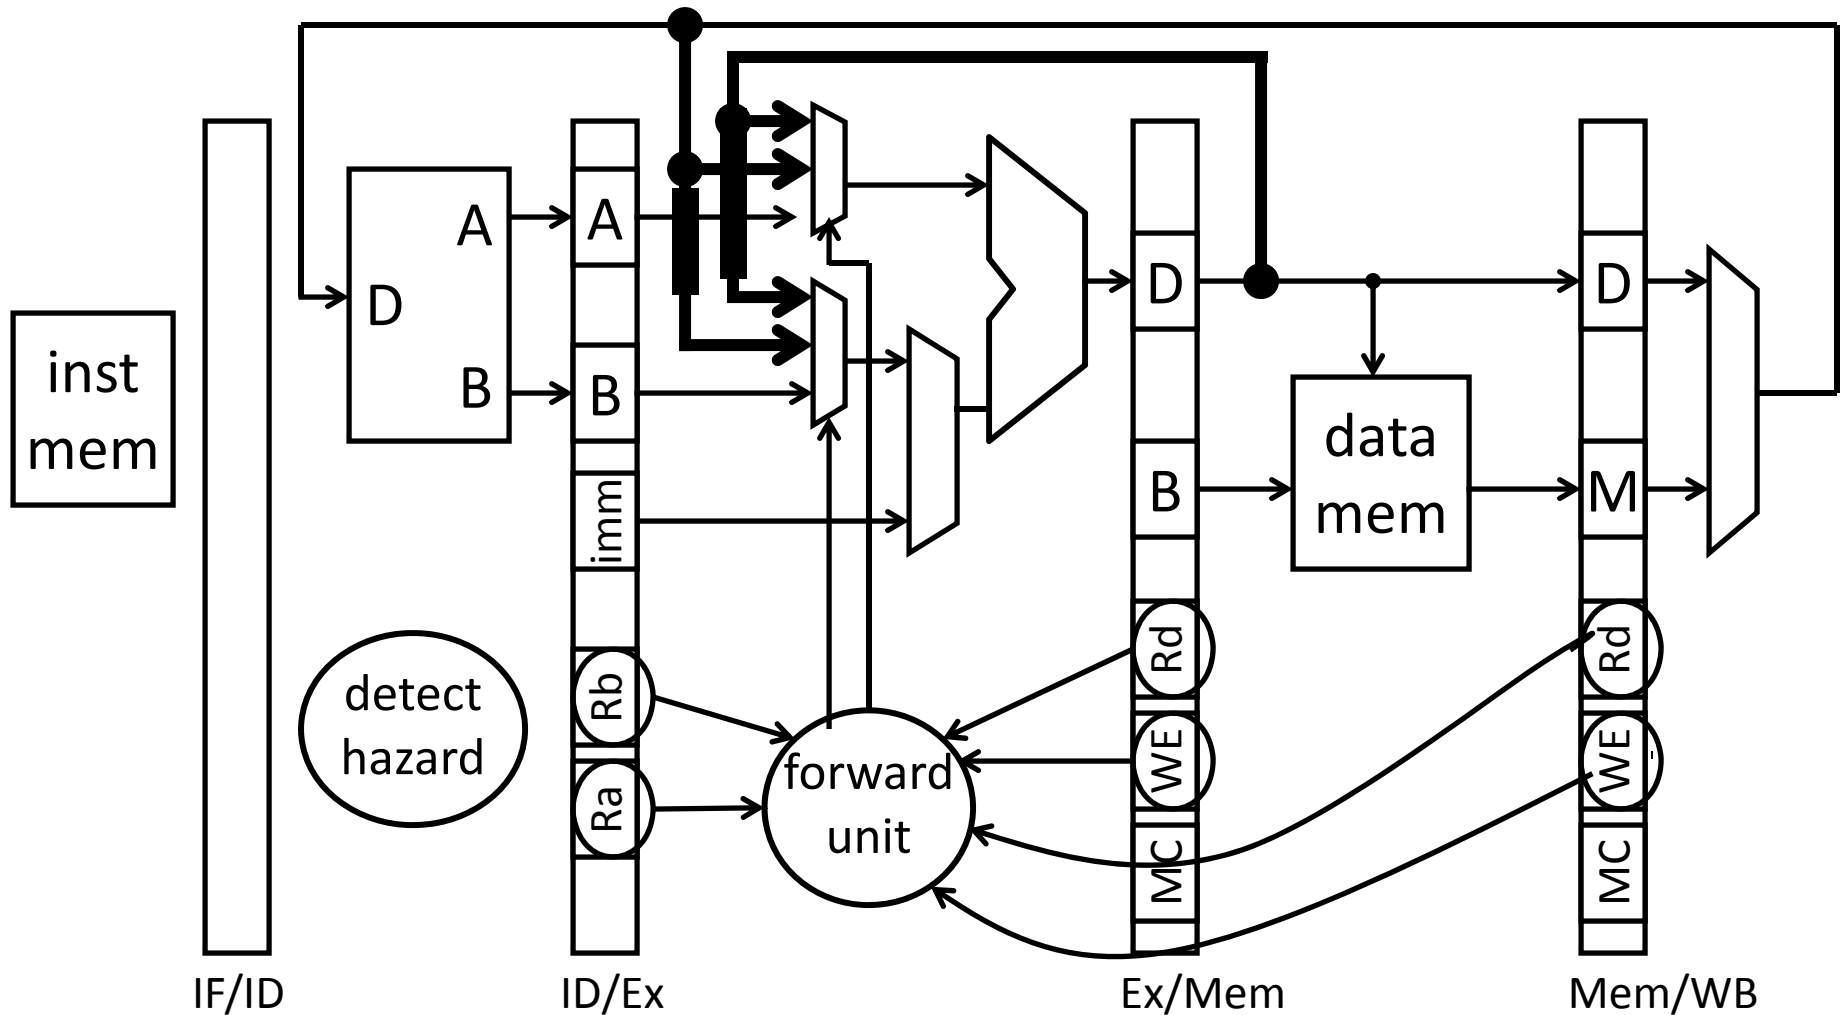 inst
mem
D
A
B
A
B
imm
Rb
Ra
detect
hazard
forward
unit
D
B
Rd
WE
MC
data
mem
D
M
Rd
WE
MC
IF/ID
ID/Ex
Ex/Mem
Mem/WB